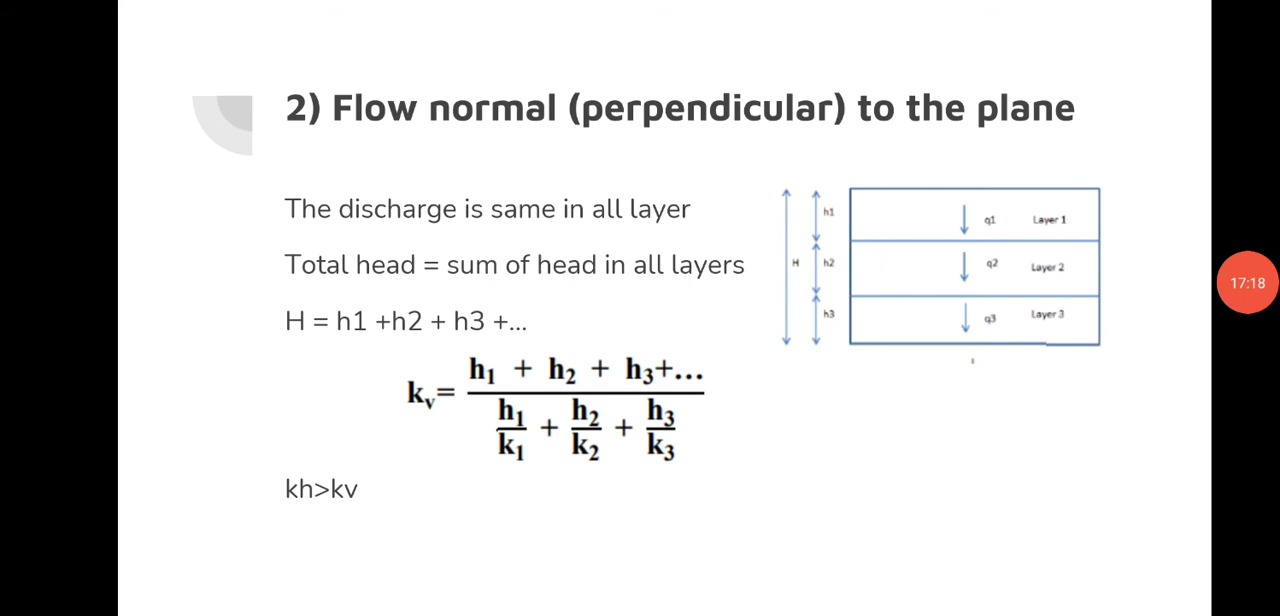 2) Flow normal (perpendicular) to the plane
The discharge is same in all layer
Total head = sum of head in all layers
H = h1 +h2 + h3 +...
kv= h1 + h2 + h3+...
h1/k1 + h2/k2 + h3/k3
kh>kv
H
h1
h2
h3
q1 Layer 1
q2 Layer 2
q3 Layer 3
17:18